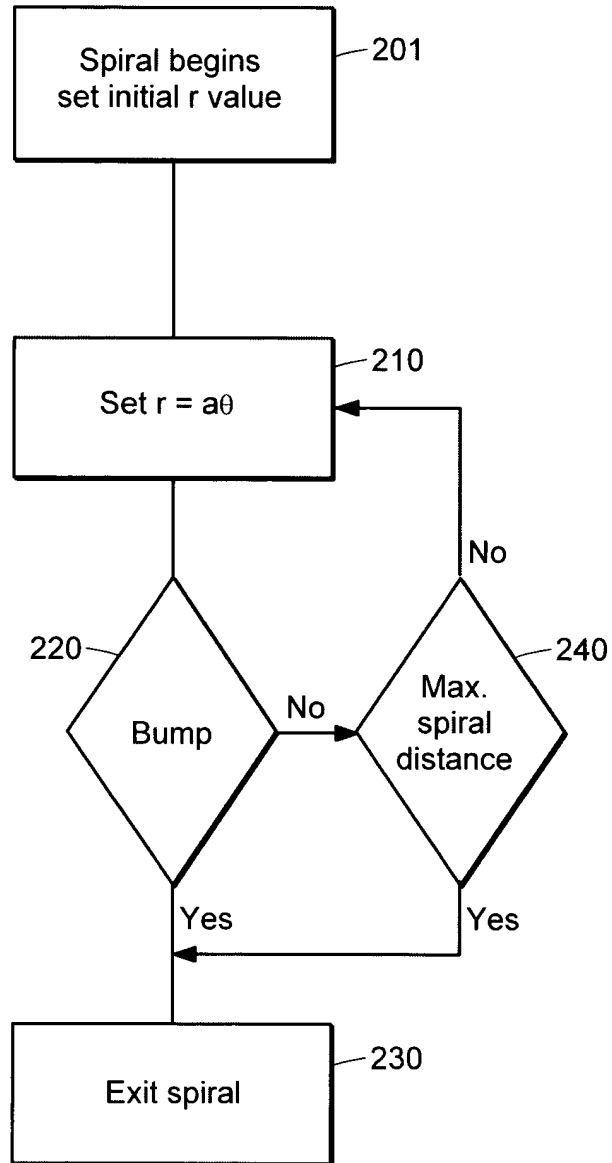 Spiral begins
set initial r value
201
Set r = aθ
210
No
220
Bump
No
Max.
spiral
distance
240
Yes
Yes
Exit spiral
230